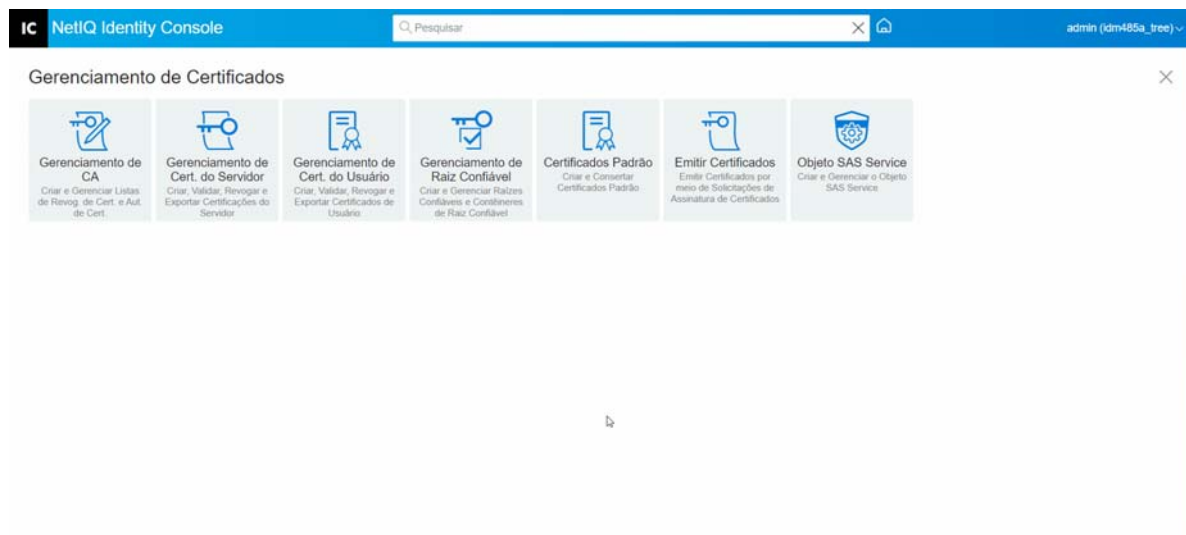 IC NetIQ Identity Console
Pesquisar
admin (idm485a_tree)
Gerenciamento de Certificados
Gerenciamento de
CA
Criar e Gerenciar Listas
de Revog. de Cert. e Aut.
de Cert.
Gerenciamento de
Cert. do Servidor
Criar, Validar, Revogar e
Exportar Certificações do
Servidor
Gerenciamento de
Cert. do Usuário
Criar, Validar, Revogar e
Exportar Certificados de
Usuário
Gerenciamento de
Raiz Confiável
Criar e Gerenciar Raízes
Confiáveis e Contêineres
de Raiz Confiável
Certificados Padrão
Criar e Consertar
Certificados Padrão
Emitir Certificados
Emitir Certificados por
meio de Solicitações de
Assinatura de Certificados
Objeto SAS Service
Criar e Gerenciar o Objeto
SAS Service